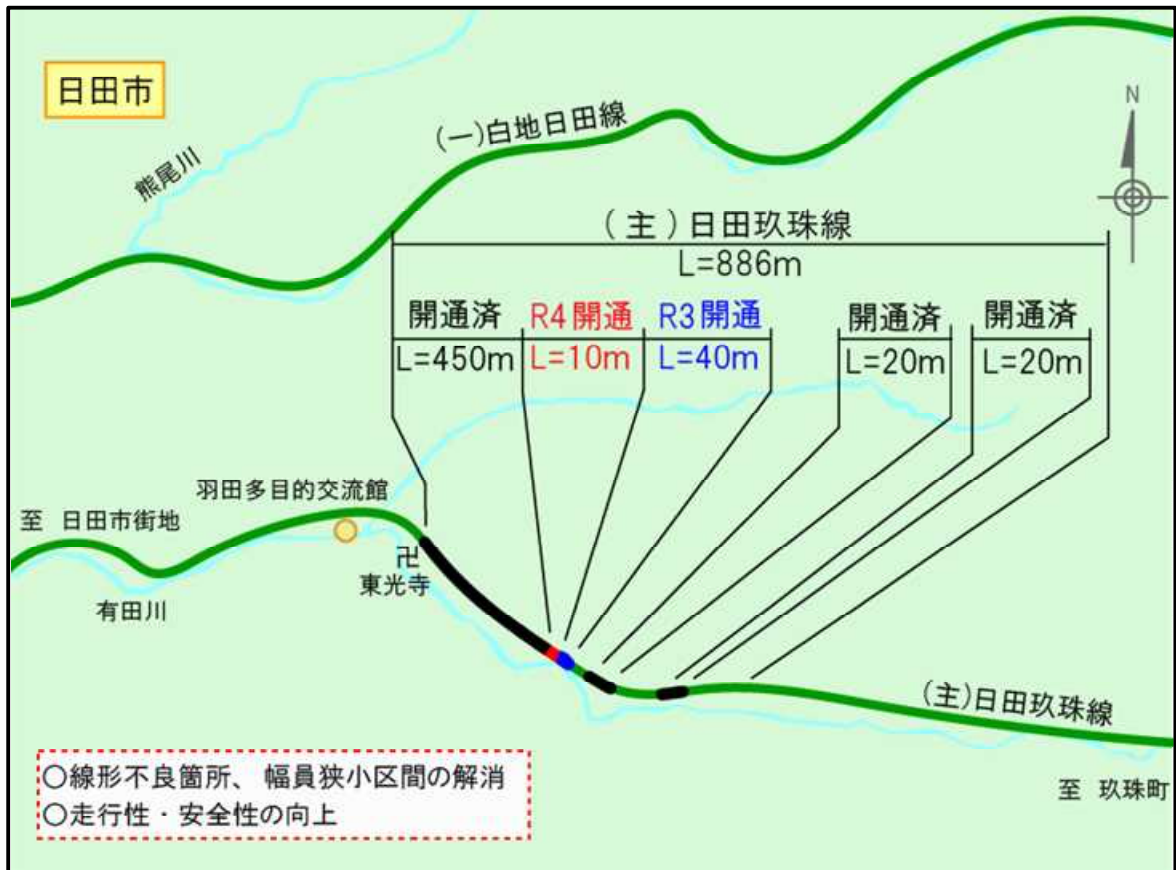 日田市
N
熊尾川
(一)白地日田線
(主)日田玖珠線
L=886m
開通済 R4開通 R3開通 開通済 開通済
L=450m L=10m L=40m L=20m L=20m
羽田多目的交流館
至 日田市街地
卍
東光寺
有田川
(主)日田玖珠線
至 玖珠町
○線形不良箇所、幅員狭小区間の解消
○走行性・安全性の向上